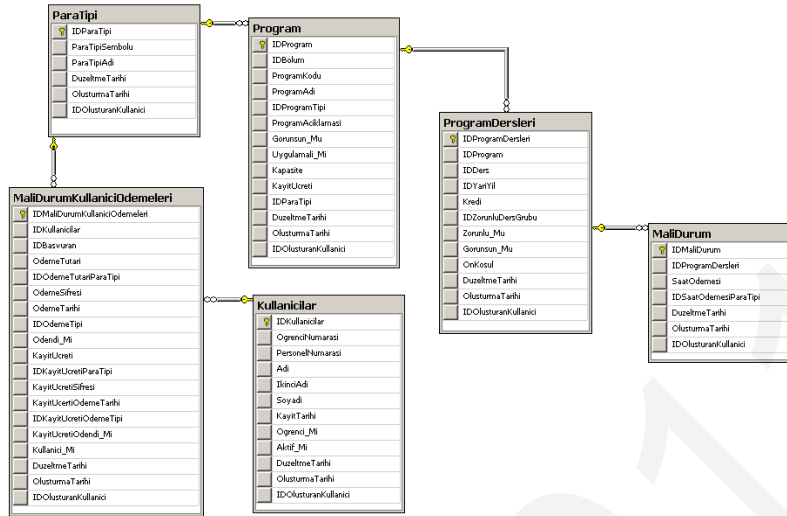 ParaTipi
IDParaTipi
ParaTipiSembolu
ParaTipiAdi
DuzeltmeTarihi
OlusturmaTarihi
IDOlusturanKullanici
Program
IDProgram
IDBolum
ProgramKodu
ProgramAdi
IDProgramTipi
ProgramAciklamasi
Gorunsun_Mu
Uygulamali_Mi
Kapasite
KayitUcreti
IDParaTipi
DuzeltmeTarihi
OlusturmaTarihi
IDOlusturanKullanici
ProgramDersleri
IDProgramDersleri
IDProgram
IDDers
IDYariYil
Kredi
IDZorunluDersGrubu
Zorunlu_Mu
Gorunsun_Mu
OnKosul
DuzeltmeTarihi
OlusturmaTarihi
IDOlusturanKullanici
MaliDurumKullaniciOdemeleri
IDMaliDurumKullaniciOdemeleri
IDKullanicilar
IDBasvuran
OdemeTutari
IDOdemeTutariParaTipi
OdemeSifresi
OdemeTarihi
IDOdemeTipi
Odendi_Mi
KayitUcreti
IDKayitUcretiParaTipi
KayitUcretiSifresi
KayitUcertiOdemeTarihi
IDKayitUcretiOdemeTipi
KayitUcretiOdendi_Mi
Kullanici_Mi
DuzeltmeTarihi
OlusturmaTarihi
IDOlusturanKullanici
Kullanicilar
IDKullanicilar
OgrenciNumarasi
PersonelNumarasi
Adi
IkinciAdi
Soyadi
KayitTarihi
Ogrenci_Mi
Aktif_Mi
DuzeltmeTarihi
OlusturmaTarihi
IDOlusturanKullanici
MaliDurum
IDMaliDurum
IDProgramDersleri
SaatOdemesi
IDSaatOdemesiParaTipi
DuzeltmeTarihi
OlusturmaTarihi
IDOlusturanKullanici